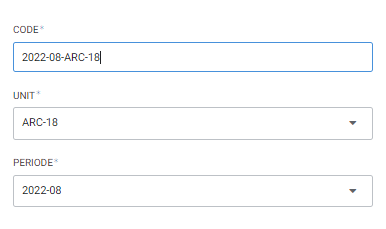 CODE*
2022-08-ARC-18
UNIT*
ARC-18
PERIODE*
2022-08